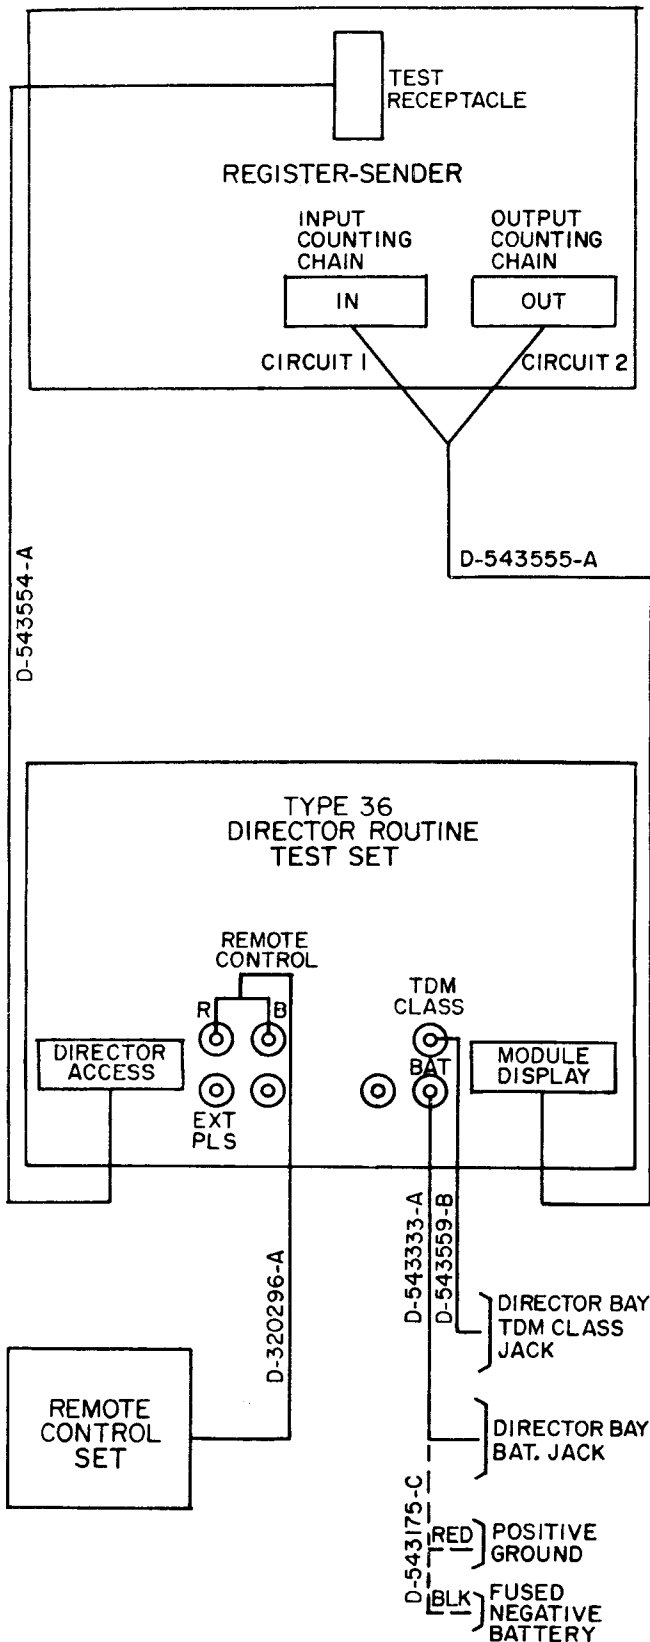 TEST
RECEPTACLE
REGISTER-SENDER
INPUT
COUNTING
CHAIN
OUTPUT
COUNTING
CHAIN
IN
OUT
CIRCUIT 1
CIRCUIT 2
D-543555-A
D-543554-A
TYPE 36
DIRECTOR ROUTINE
TEST SET
REMOTE
CONTROL
R
B
TDM
CLASS
DIRECTOR
ACCESS
BAT
MODULE
DISPLAY
EXT
PLS
D-320296-A
D-543333-A
D-543559-B
DIRECTOR BAY
TDM CLASS
JACK
REMOTE
CONTROL
SET
DIRECTOR BAY
BAT. JACK
D-543175-C
RED
POSITIVE
GROUND
BLK
FUSED
NEGATIVE
BATTERY